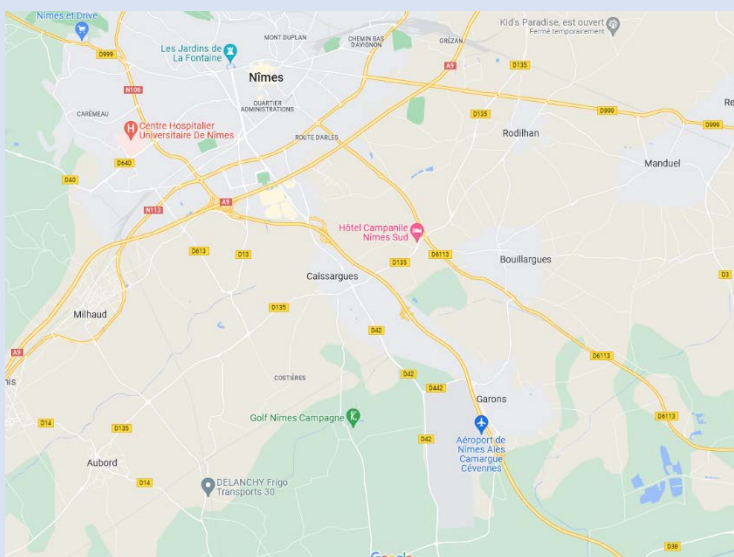 Nîmes et Drive
Kid's Paradise, est ouvert
Fermé temporairement
MONT DUPLAN
CHEMIN BAS
D'AVIGNON
GRÉZAN
Les Jardins de
La Fontaine
D999
A9
D135
Nîmes
N106
QUARTIER
ADMINISTRATIONS
CARÉMEAU
Centre Hospitalier
Universitaire De Nîmes
ROUTE D'ARLES
D135
D999
Re
D999
Rodilhan
Manduel
D640
D40
A9
N113
Hôtel Campanile
Nîmes Sud
D613
D13
D135
D6113
Bouillargues
Caissargues
D3
Milhaud
D135
D42
A9
D6113
nis
COSTIÈRES
D42
D442
Garons
D14
D135
Golf Nîmes Campagne
D6113
D42
Aéroport de
Nîmes Alès
Camargue
Cévennes
Aubord
D14
DELANCHY Frigo
Transports 30
D38
Google